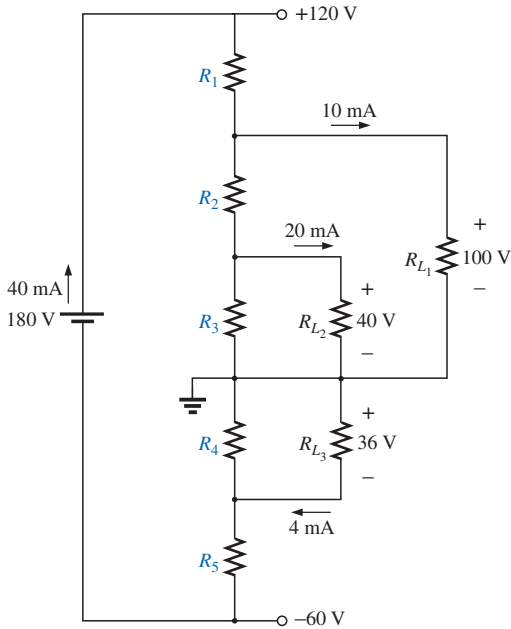 +120 V
R1
10 mA
R2
20 mA
+
RL1
100 V
–
40 mA
180 V
R3
+
RL2
40 V
–
R4
+
RL3
36 V
–
4 mA
R5
–60 V